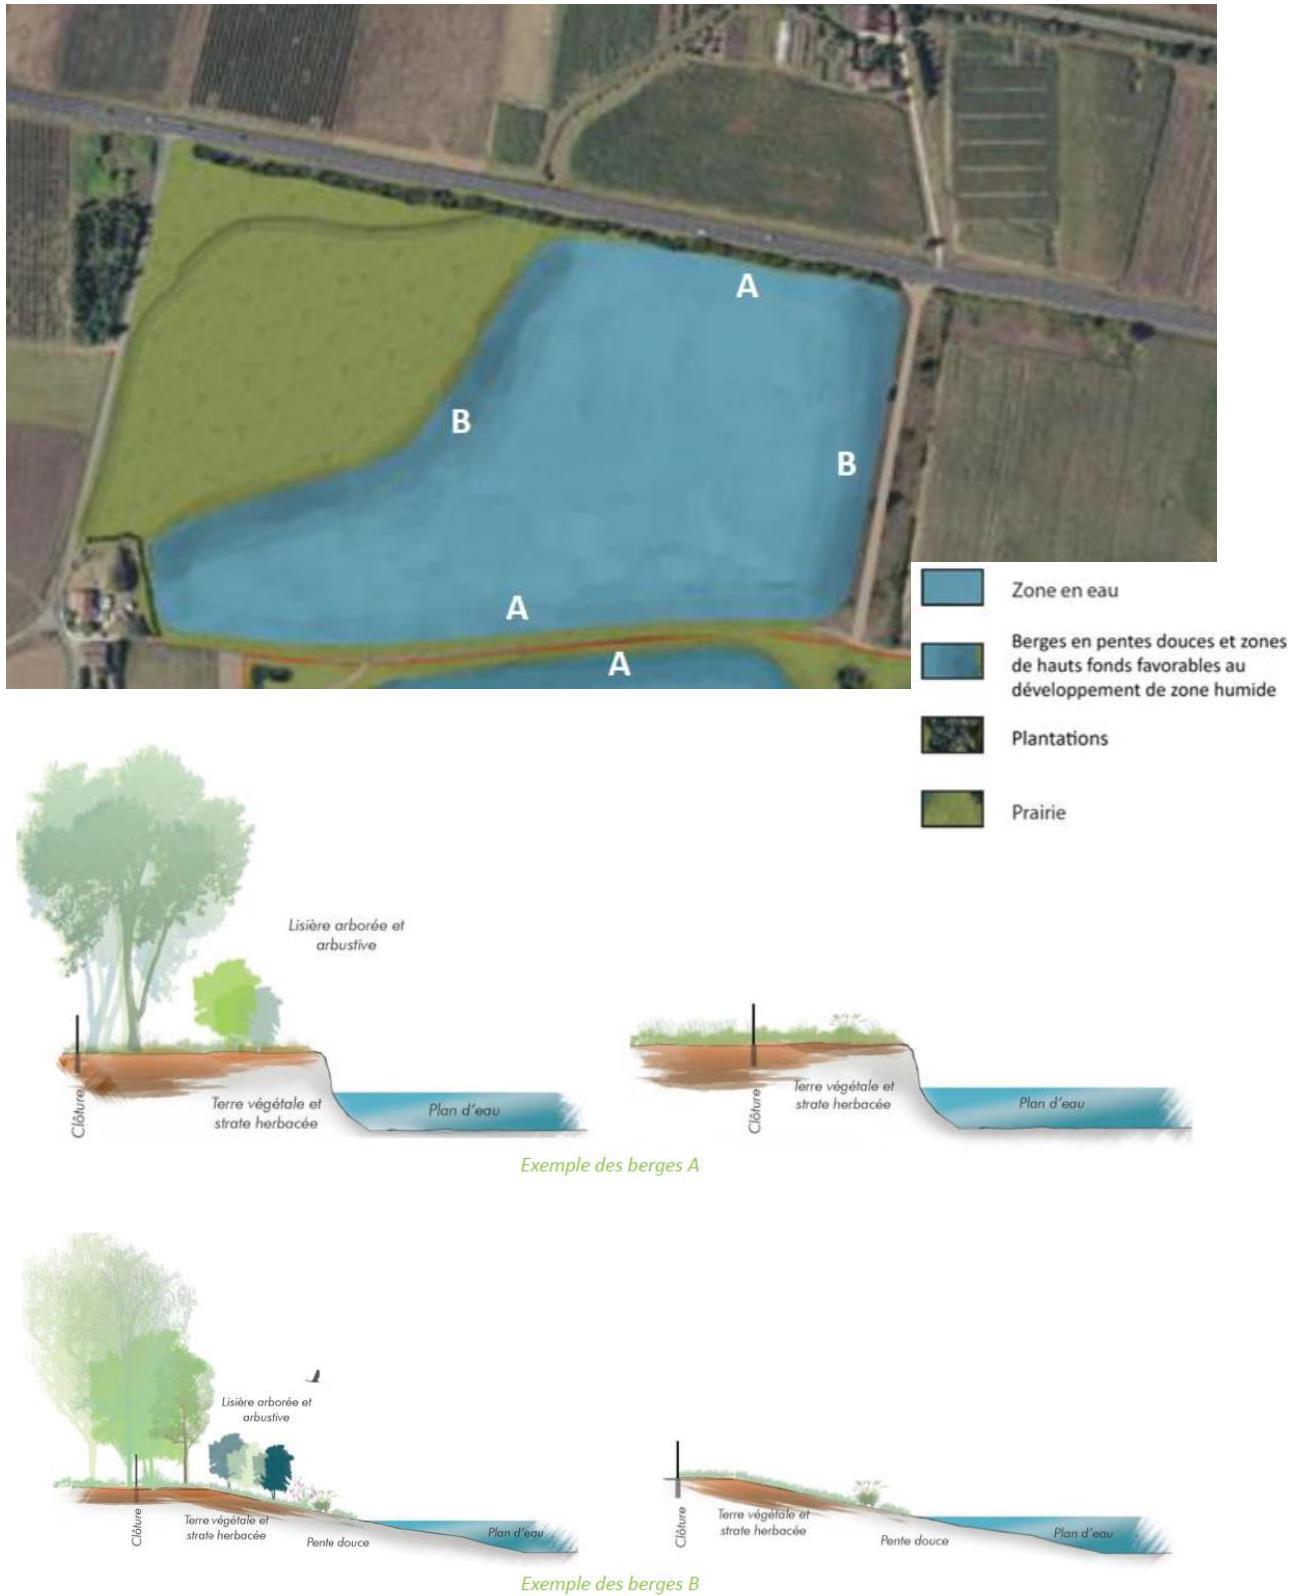 A
B
B
A
A
Zone en eau
Berges en pentes douces et zones
de hauts fonds favorables au
développement de zone humide
Plantations
Prairie
Lisière arborée et
arbustive
Clôture
Terre végétale et
strate herbacée
Plan d'eau
Clôture
Terre végétale et
strate herbacée
Plan d'eau
Exemple des berges A
Lisière arborée et
arbustive
Clôture
Terre végétale et
strate herbacée
Pente douce
Plan d'eau
Clôture
Terre végétale et
strate herbacée
Pente douce
Plan d'eau
Exemple des berges B